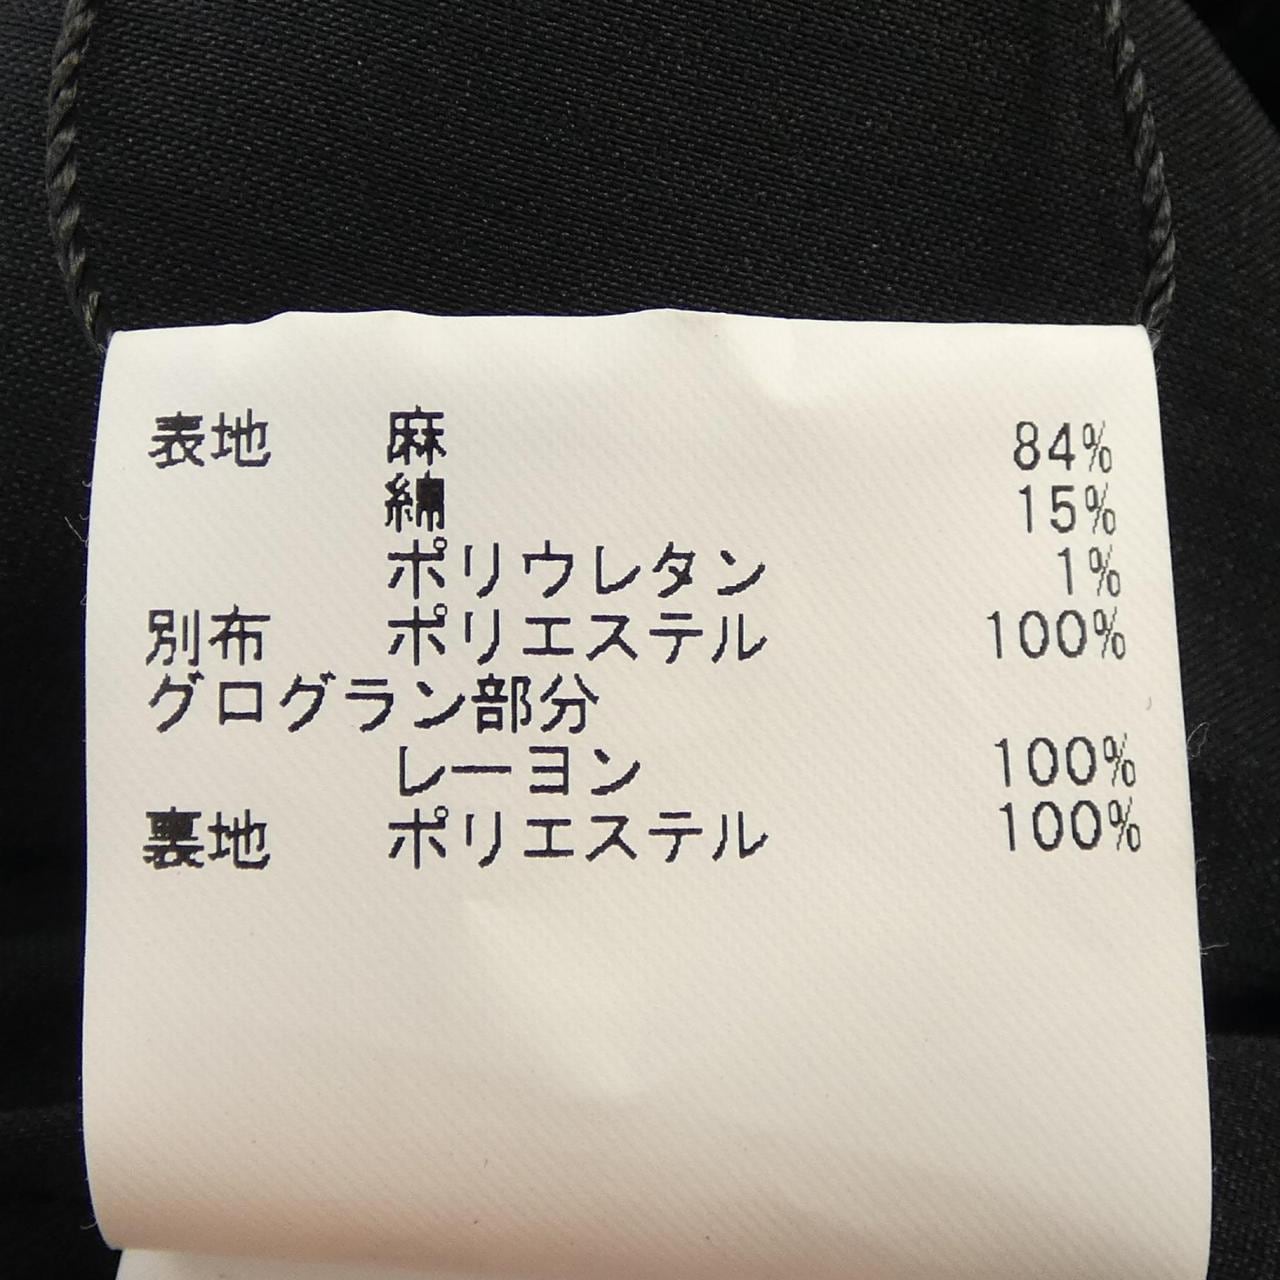 表地 麻 84%
綿 15%
ポリウレタン 1%
別布 ポリエステル 100%
グログラン部分
レーヨン 100%
裏地 ポリエステル 100%